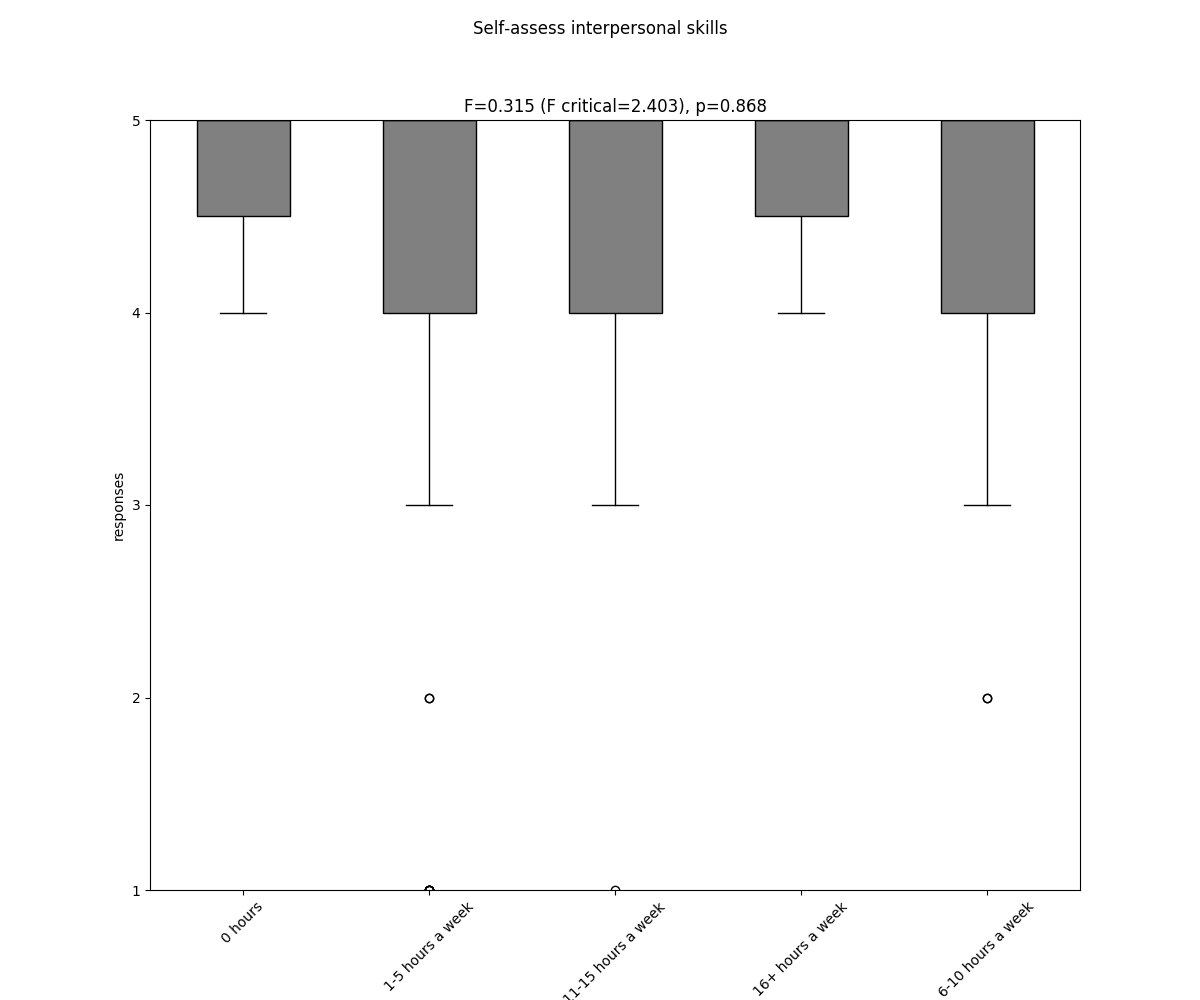 Self-assess interpersonal skills
F=0.315 (F critical=2.403), p=0.868
5
4
3
2
1
responses
0 hours
1-5 hours a week
11-15 hours a week
16+ hours a week
6-10 hours a week